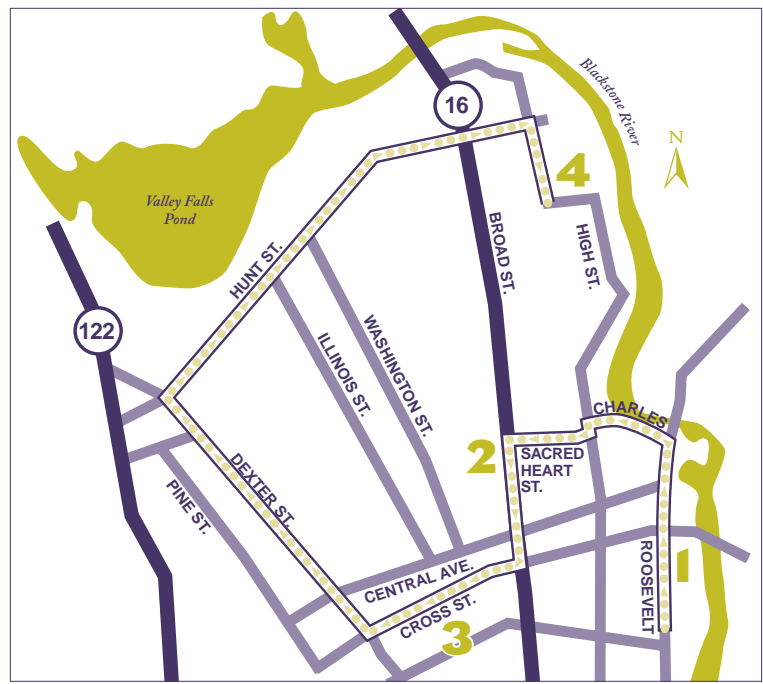 Blackstone River
16
N
4
Valley Falls
Pond
BROAD ST.
HIGH ST.
HUNT ST.
122
WASHINGTON ST.
ILLINOIS ST.
CHARLES
2
SACRED
HEART
ST.
DEXTER ST.
PINE ST.
CENTRAL AVE.
ROOSEVELT
1
CROSS ST.
3